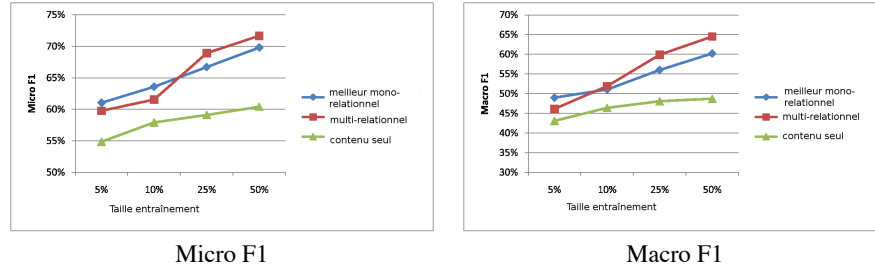 75%
70%
65%
60%
55%
50%
Micro F1
5% 10% 25% 50%
Taille entraînement
meilleur mono-
relationnel
multi-relationnel
contenu seul
Micro F1
70%
65%
60%
55%
50%
45%
40%
35%
30%
Macro F1
5% 10% 25% 50%
Taille entraînement
meilleur mono-
relationnel
multi-relationnel
contenu seul
Macro F1